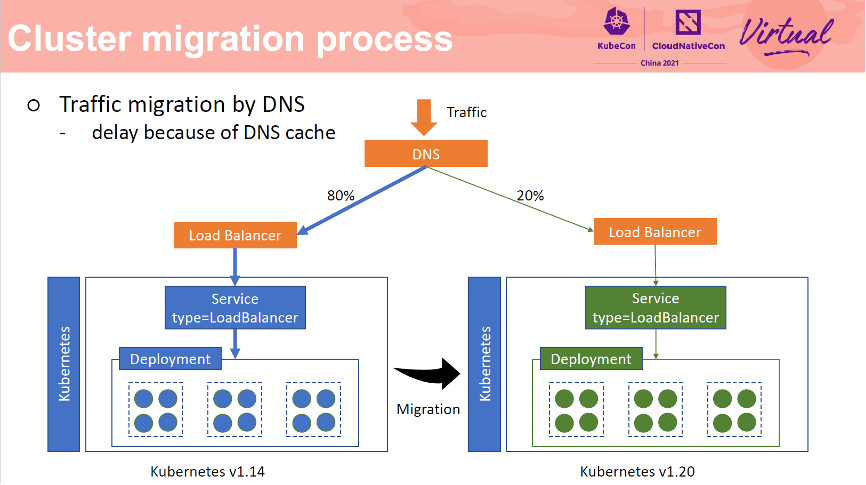 Cluster migration process
KubeCon
CloudNativeCon
China 2021
Virtual
○ Traffic migration by DNS
- delay because of DNS cache
Traffic
DNS
80%
20%
Load Balancer
Load Balancer
Kubernetes
Service
type=LoadBalancer
Deployment
Migration
Kubernetes
Service
type=LoadBalancer
Deployment
Kubernetes v1.14
Kubernetes v1.20